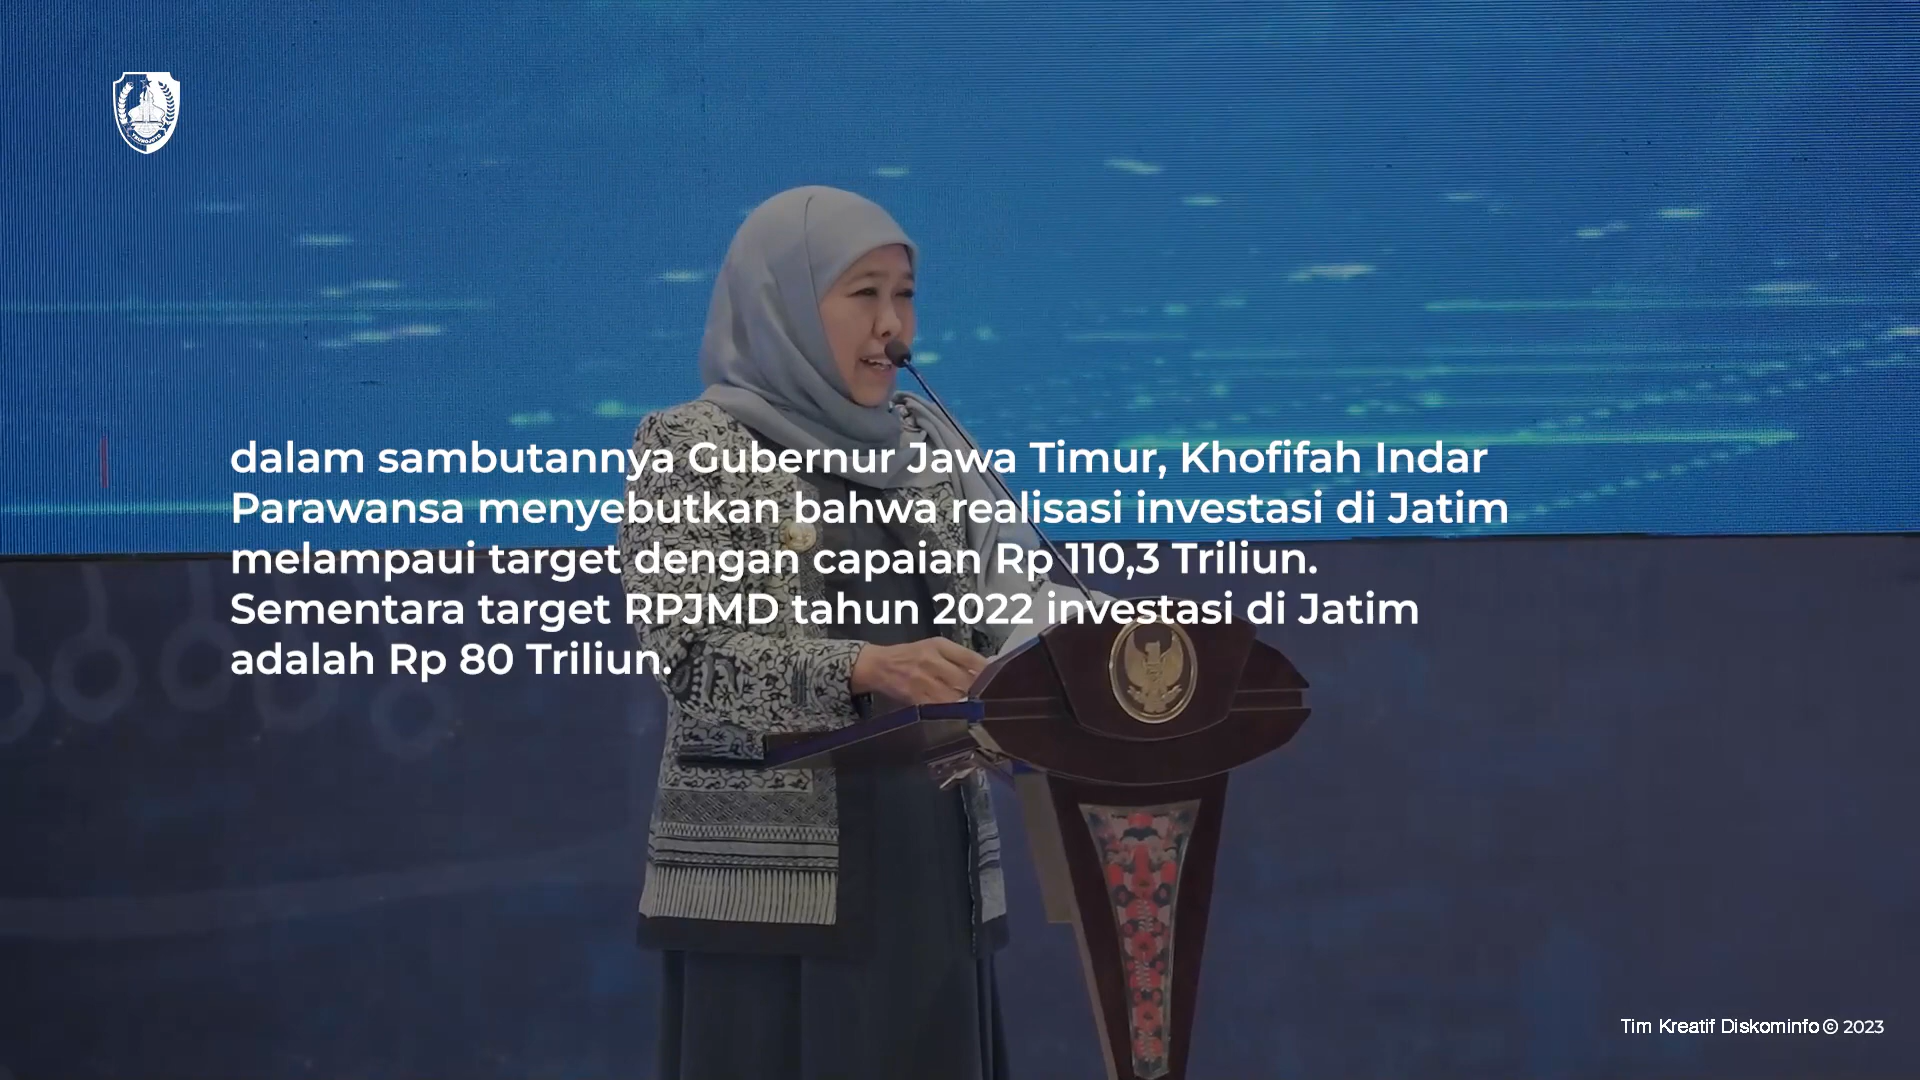 dalam sambutannya Gubernur Jawa Timur, Khofifah Indar
Parawansa menyebutkan bahwa realisasi investasi di Jatim
melampaui target dengan capaian Rp 110,3 Triliun.
Sementara target RPJMD tahun 2022 investasi di Jatim
adalah Rp 80 Triliun.
Tim Kreatif Diskominfo © 2023